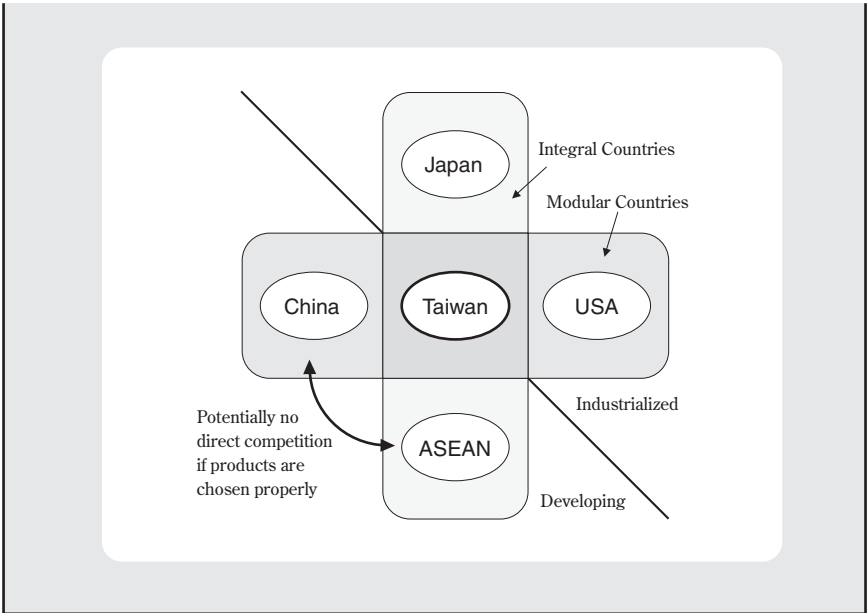 Japan
Integral Countries
Modular Countries
China
Taiwan
USA
Industrialized
Potentially no
direct competition
if products are
chosen properly
ASEAN
Developing